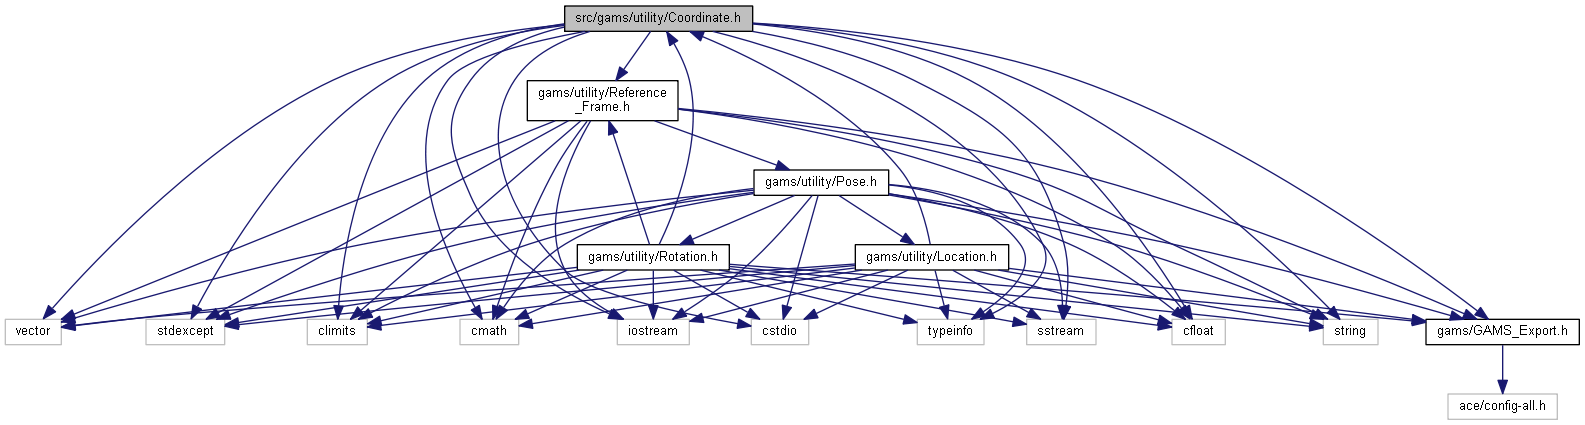 src/gams/utility/Coordinate.h
gams/utility/Reference
_Frame.h
gams/utility/Pose.h
gams/utility/Rotation.h
gams/utility/Location.h
vector
stdexcept
climits
cmath
iostream
cstdio
typeinfo
sstream
cfloat
string
gams/GAMS_Export.h
ace/config-all.h